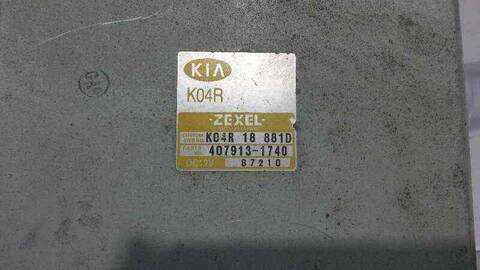 KIA
K04R
-ZEXEL-
K04R 18 881D
407913-1740
DC12V 87210